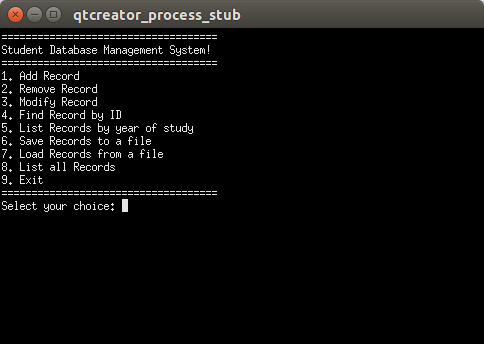 qtcreator_process_stub
====================================
Student Database Management System!
====================================
1. Add Record
2. Remove Record
3. Modify Record
4. Find Record by ID
5. List Records by year of study
6. Save Records to a file
7. Load Records from a file
8. List all Records
9. Exit
====================================
Select your choice: